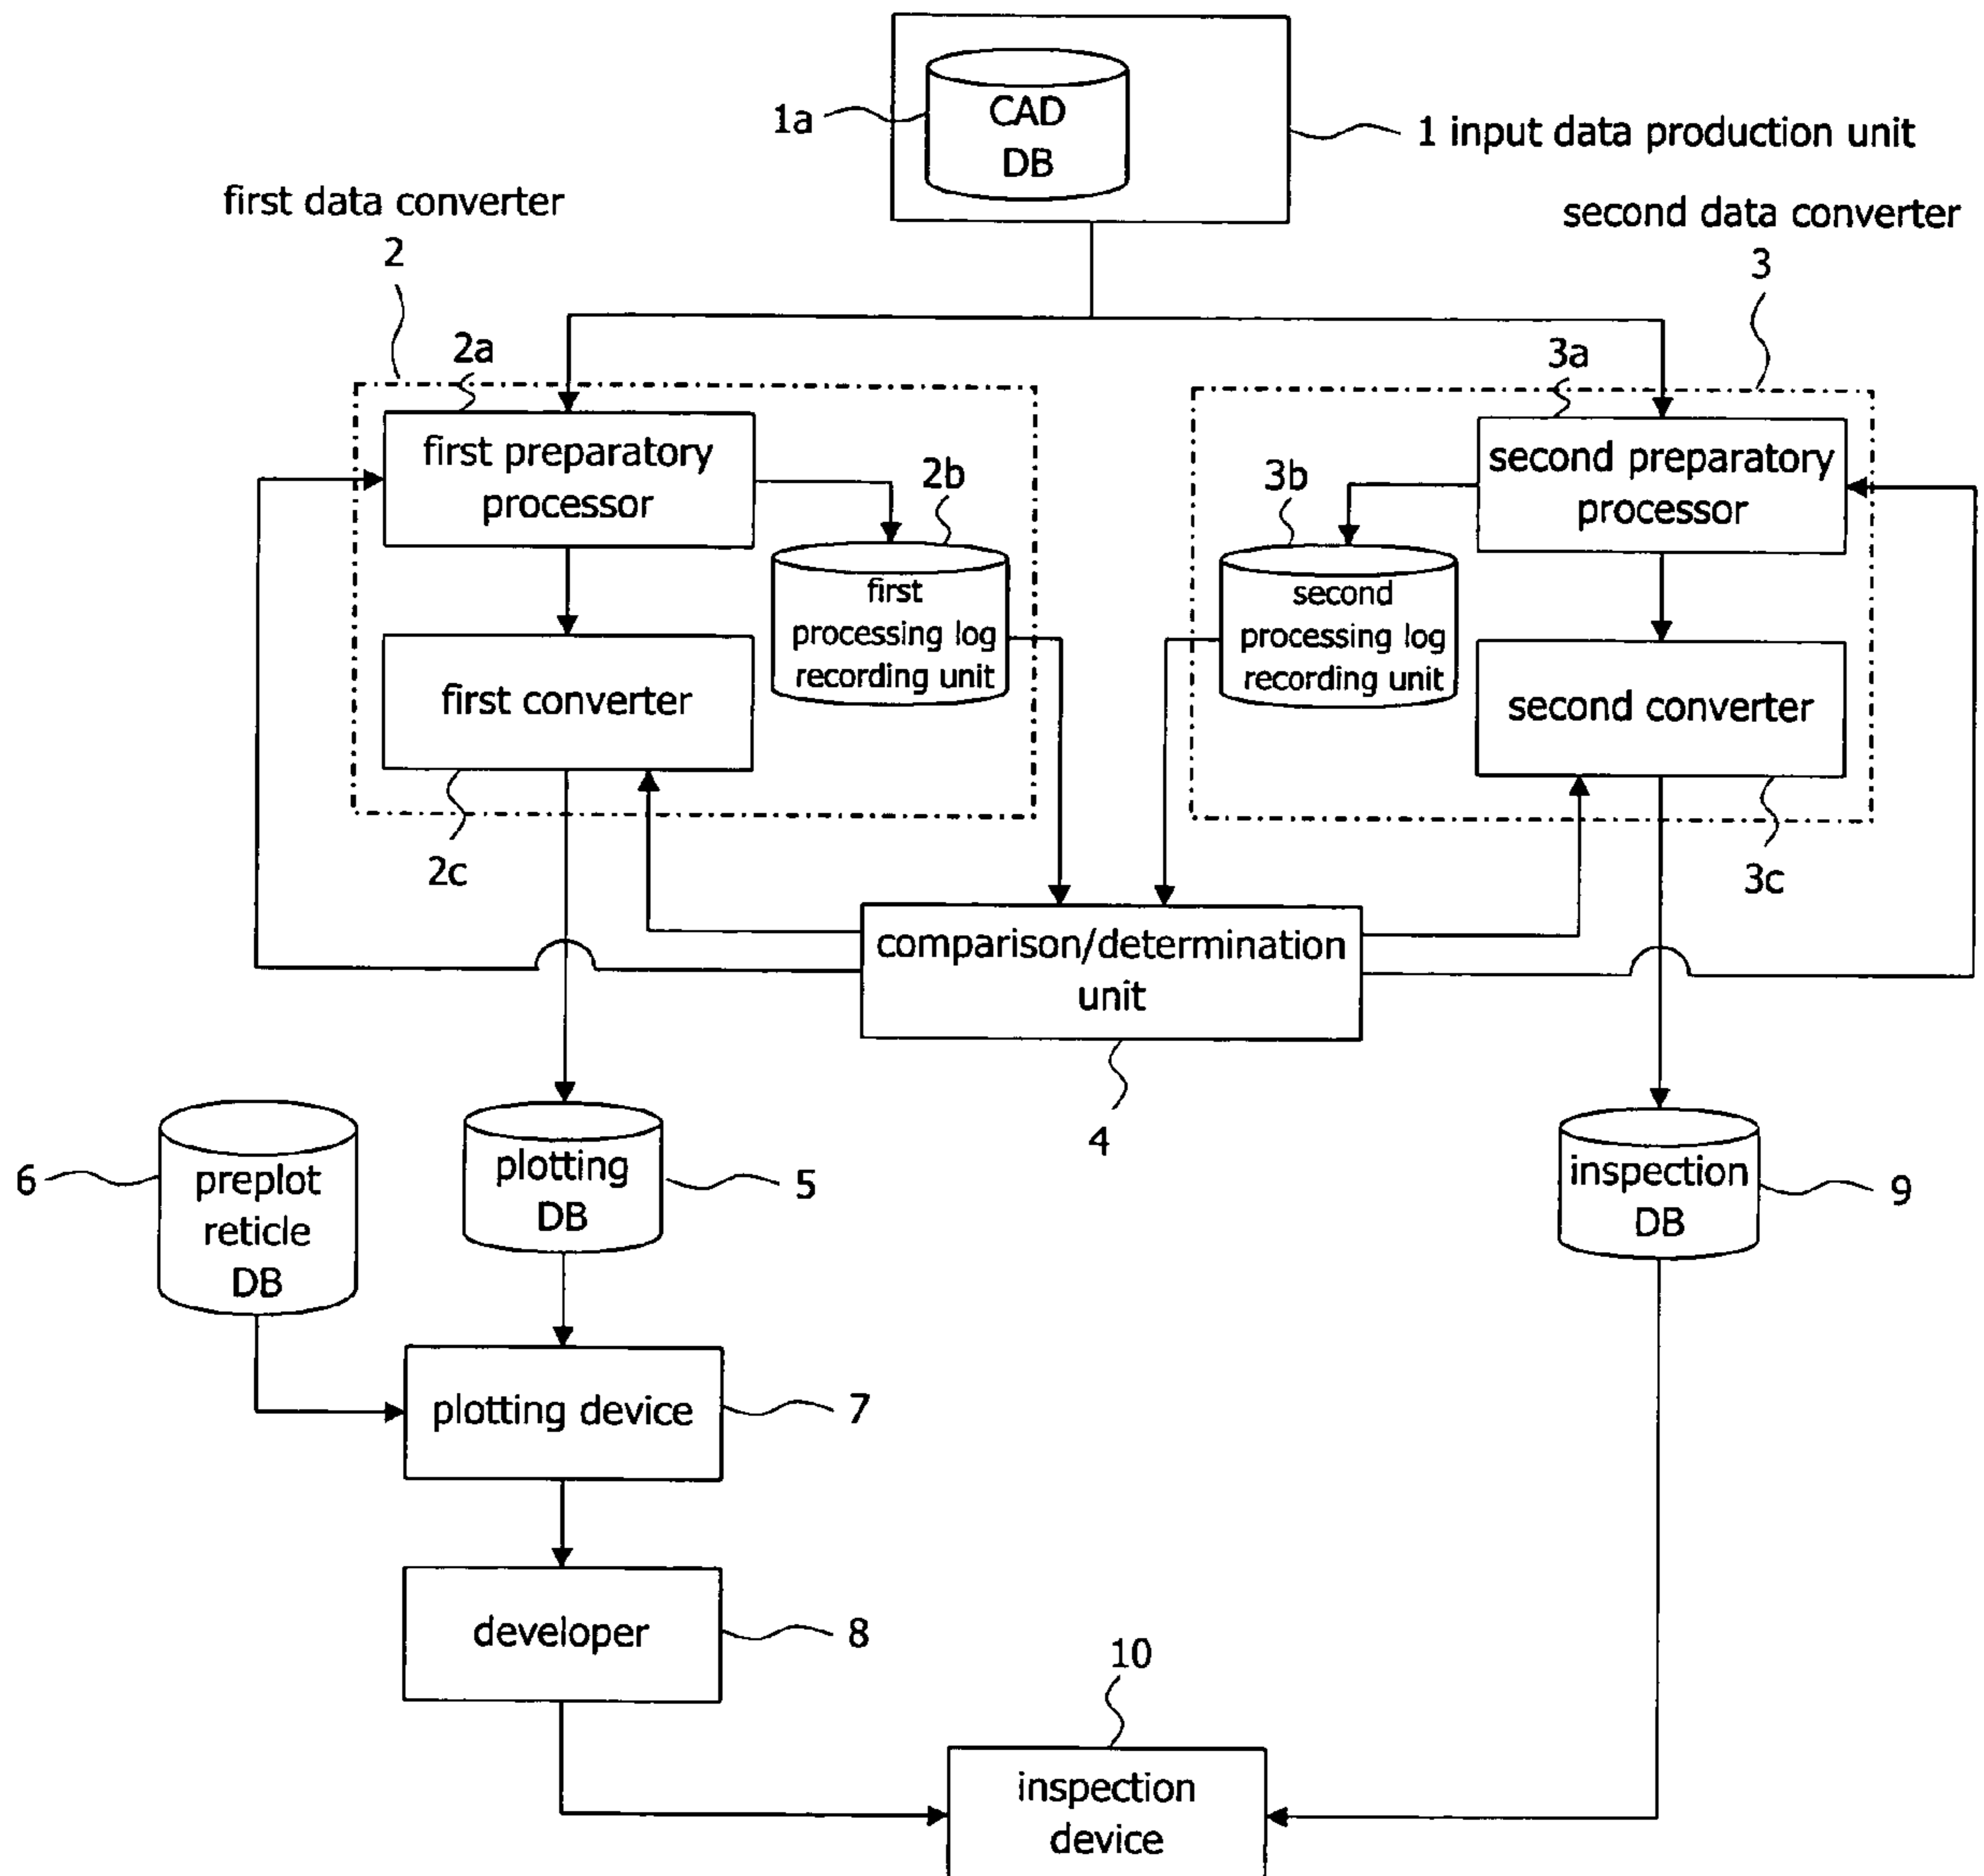 CAD
DB
1a
1 input data production unit
first data converter
2
second data converter
3
2a
3a
first preparatory
processor
second preparatory
processor
2b
3b
first
processing log
recording unit
second
processing log
recording unit
first converter
second converter
2c
3c
comparison/determination
unit
4
6
preplot
reticle
DB
plotting
DB
5
inspection
DB
9
plotting device
7
developer
8
10
inspection
device